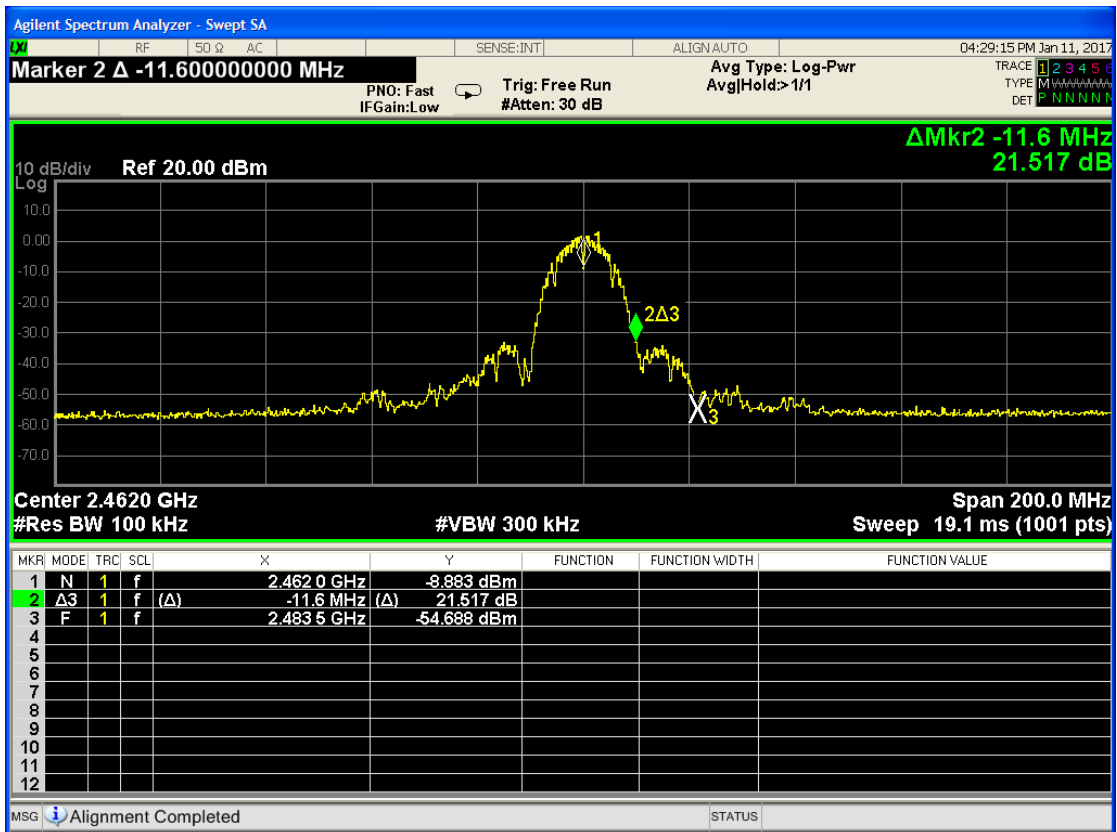 Agilent Spectrum Analyzer - Swept SA
LXI RF 50 Ω AC SENSE:INT ALIGN AUTO 04:29:15 PM Jan 11, 2017
Marker 2 Δ -11.600000000 MHz
PNO: Fast
IFGain:Low
Trig: Free Run
#Atten: 30 dB
Avg Type: Log-Pwr
Avg|Hold:>1/1
TRACE 1 2 3 4 5 6
TYPE M WWWWW
DET P N N N N N
ΔMkr2 -11.6 MHz
21.517 dB
10 dB/div Ref 20.00 dBm
Log
10.0
0.00
-10.0
-20.0
-30.0
-40.0
-50.0
-60.0
-70.0
1
2Δ3
3
Center 2.4620 GHz Span 200.0 MHz
#Res BW 100 kHz #VBW 300 kHz Sweep 19.1 ms (1001 pts)
MKR MODE TRC SCL X Y FUNCTION FUNCTION WIDTH FUNCTION VALUE
1 N 1 f 2.462 0 GHz -8.883 dBm
2 Δ3 1 f (Δ) -11.6 MHz (Δ) 21.517 dB
3 F 1 f 2.483 5 GHz -54.688 dBm
4
5
6
7
8
9
10
11
12
MSG Alignment Completed STATUS